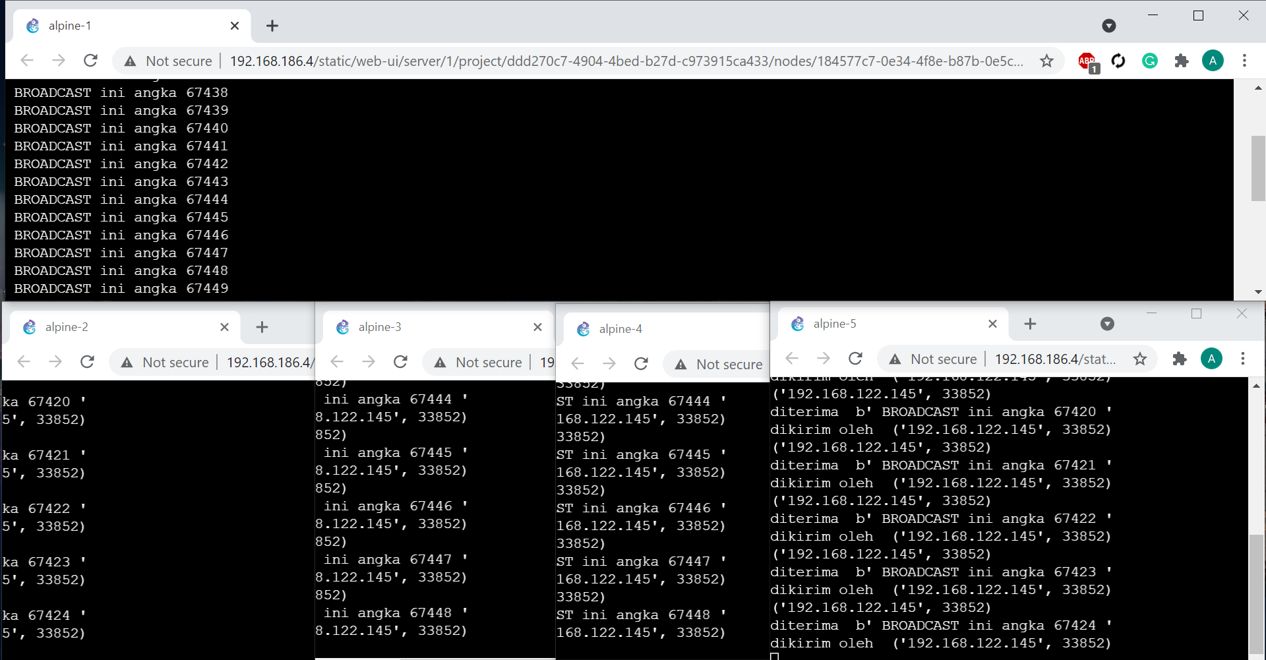 alpine-1
Not secure
192.168.186.4/static/web-ui/server/1/project/ddd270c7-4904-4bed-b27d-c973915ca433/nodes/184577c7-0e34-4f8e-b87b-0e5c...
ABP
1
A
BROADCAST ini angka 67438
BROADCAST ini angka 67439
BROADCAST ini angka 67440
BROADCAST ini angka 67441
BROADCAST ini angka 67442
BROADCAST ini angka 67443
BROADCAST ini angka 67444
BROADCAST ini angka 67445
BROADCAST ini angka 67446
BROADCAST ini angka 67447
BROADCAST ini angka 67448
BROADCAST ini angka 67449
alpine-2
Not secure
192.168.186.4/
ka 67420 '
5', 33852)
ka 67421 '
5', 33852)
ka 67422 '
5', 33852)
ka 67423 '
5', 33852)
ka 67424 '
5', 33852)
alpine-3
Not secure
19
852)
ini angka 67444 '
8.122.145', 33852)
852)
ini angka 67445 '
8.122.145', 33852)
852)
ini angka 67446 '
8.122.145', 33852)
852)
ini angka 67447 '
8.122.145', 33852)
852)
ini angka 67448 '
8.122.145', 33852)
alpine-4
Not secure
33852)
ST ini angka 67444 '
168.122.145', 33852)
33852)
ST ini angka 67445 '
168.122.145', 33852)
33852)
ST ini angka 67446 '
168.122.145', 33852)
33852)
ST ini angka 67447 '
168.122.145', 33852)
33852)
ST ini angka 67448 '
168.122.145', 33852)
alpine-5
Not secure
192.168.186.4/stat...
A
dikirim oleh  ('192.168.122.145', 33852)
('192.168.122.145', 33852)
diterima  b' BROADCAST ini angka 67420 '
dikirim oleh  ('192.168.122.145', 33852)
('192.168.122.145', 33852)
diterima  b' BROADCAST ini angka 67421 '
dikirim oleh  ('192.168.122.145', 33852)
('192.168.122.145', 33852)
diterima  b' BROADCAST ini angka 67422 '
dikirim oleh  ('192.168.122.145', 33852)
('192.168.122.145', 33852)
diterima  b' BROADCAST ini angka 67423 '
dikirim oleh  ('192.168.122.145', 33852)
('192.168.122.145', 33852)
diterima  b' BROADCAST ini angka 67424 '
dikirim oleh  ('192.168.122.145', 33852)